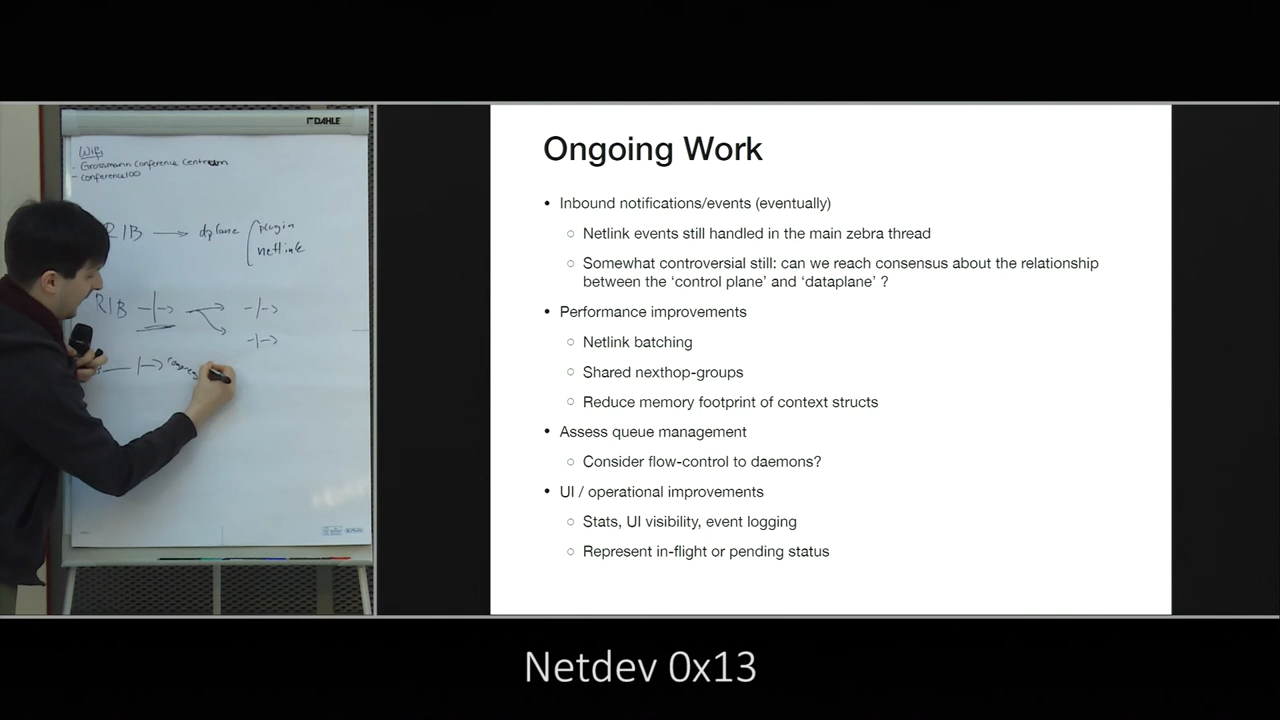 DAHLE
Wifi
- Grossmann Conference Centrum
- Conference100
RIB → dplane plugin
netlink
RIB
Ongoing Work
• Inbound notifications/events (eventually)
○ Netlink events still handled in the main zebra thread
○ Somewhat controversial still: can we reach consensus about the relationship
between the ‘control plane’ and ‘dataplane’ ?
• Performance improvements
○ Netlink batching
○ Shared nexthop-groups
○ Reduce memory footprint of context structs
• Assess queue management
○ Consider flow-control to daemons?
• UI / operational improvements
○ Stats, UI visibility, event logging
○ Represent in-flight or pending status
Netdev 0x13